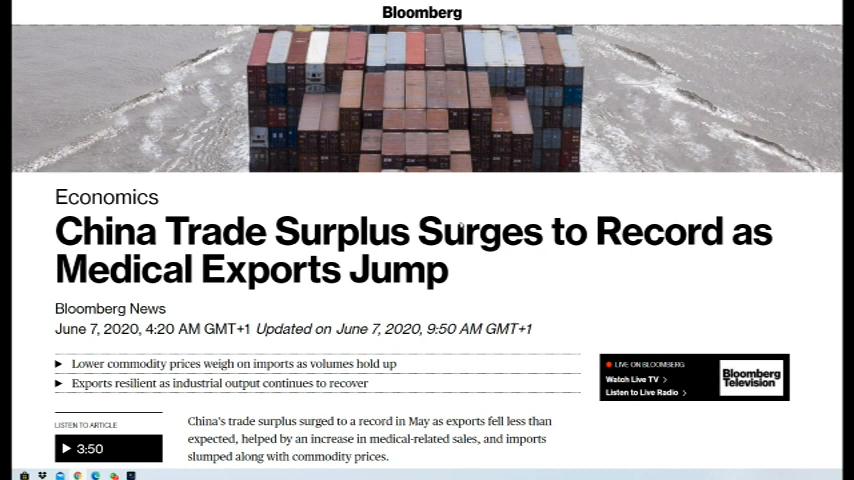 Bloomberg
Economics
China Trade Surplus Surges to Record as
Medical Exports Jump
Bloomberg News
June 7, 2020, 4:20 AM GMT+1 Updated on June 7, 2020, 9:50 AM GMT+1
Lower commodity prices weigh on imports as volumes hold up
Exports resilient as industrial output continues to recover
LIVE ON BLOOMBERG
Watch Live TV >
Listen to Live Radio >
Bloomberg
Television
LISTEN TO ARTICLE
3:50
China's trade surplus surged to a record in May as exports fell less than
expected, helped by an increase in medical-related sales, and imports
slumped along with commodity prices.